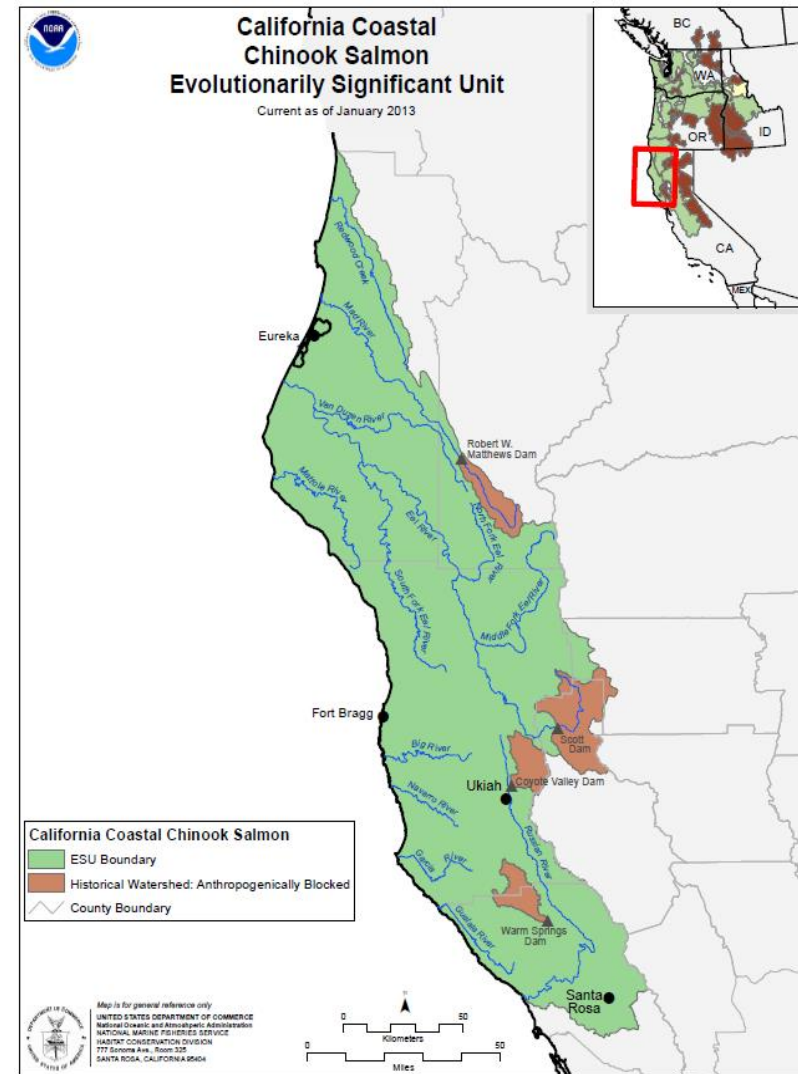 NOAA
California Coastal
Chinook Salmon
Evolutionarily Significant Unit
Current as of January 2013
BC
WA
OR
ID
CA
MEX
Redwood Creek
Mad River
Eureka
Van Duzen River
Robert W.
Matthews Dam
Mattole River
Eel River
North Fork Eel
River
South Fork Eel River
Middle Fork Eel River
Fort Bragg
Scott
Dam
Big River
Coyote Valley Dam
Ukiah
Navarro River
Russian River
Garcia River
Warm Springs
Dam
Gualala River
Santa
Rosa
California Coastal Chinook Salmon
ESU Boundary
Historical Watershed: Anthropogenically Blocked
County Boundary
Map is for general reference only
UNITED STATES DEPARTMENT OF COMMERCE
National Oceanic and Atmospheric Administration
NATIONAL MARINE FISHERIES SERVICE
HABITAT CONSERVATION DIVISION
777 Sonoma Ave., Room 325
SANTA ROSA, CALIFORNIA 95404
0 50
Kilometers
0 50
Miles